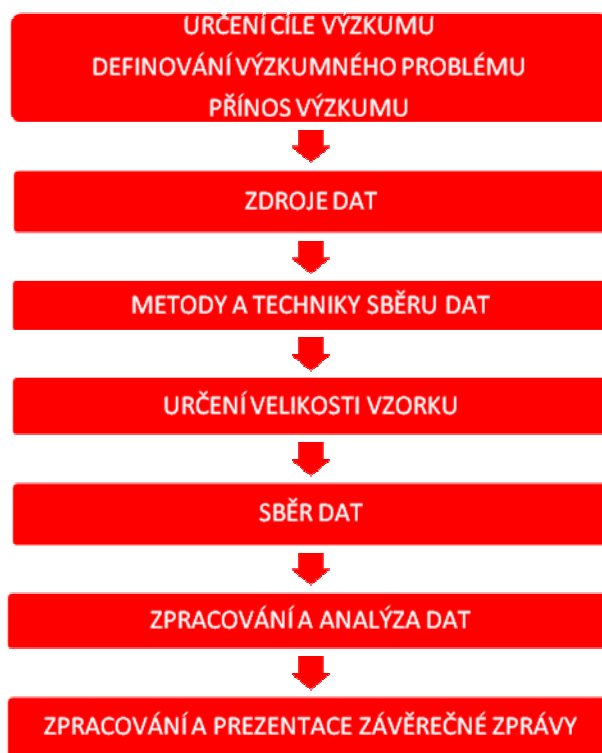 URČENÍ CÍLE VÝZKUMU
DEFINOVÁNÍ VÝZKUMNÉHO PROBLÉMU
PŘÍNOS VÝZKUMU
ZDROJE DAT
METODY A TECHNIKY SBĚRU DAT
URČENÍ VELIKOSTI VZORKU
SBĚR DAT
ZPRACOVÁNÍ A ANALÝZA DAT
ZPRACOVÁNÍ A PREZENTACE ZÁVĚREČNÉ ZPRÁVY